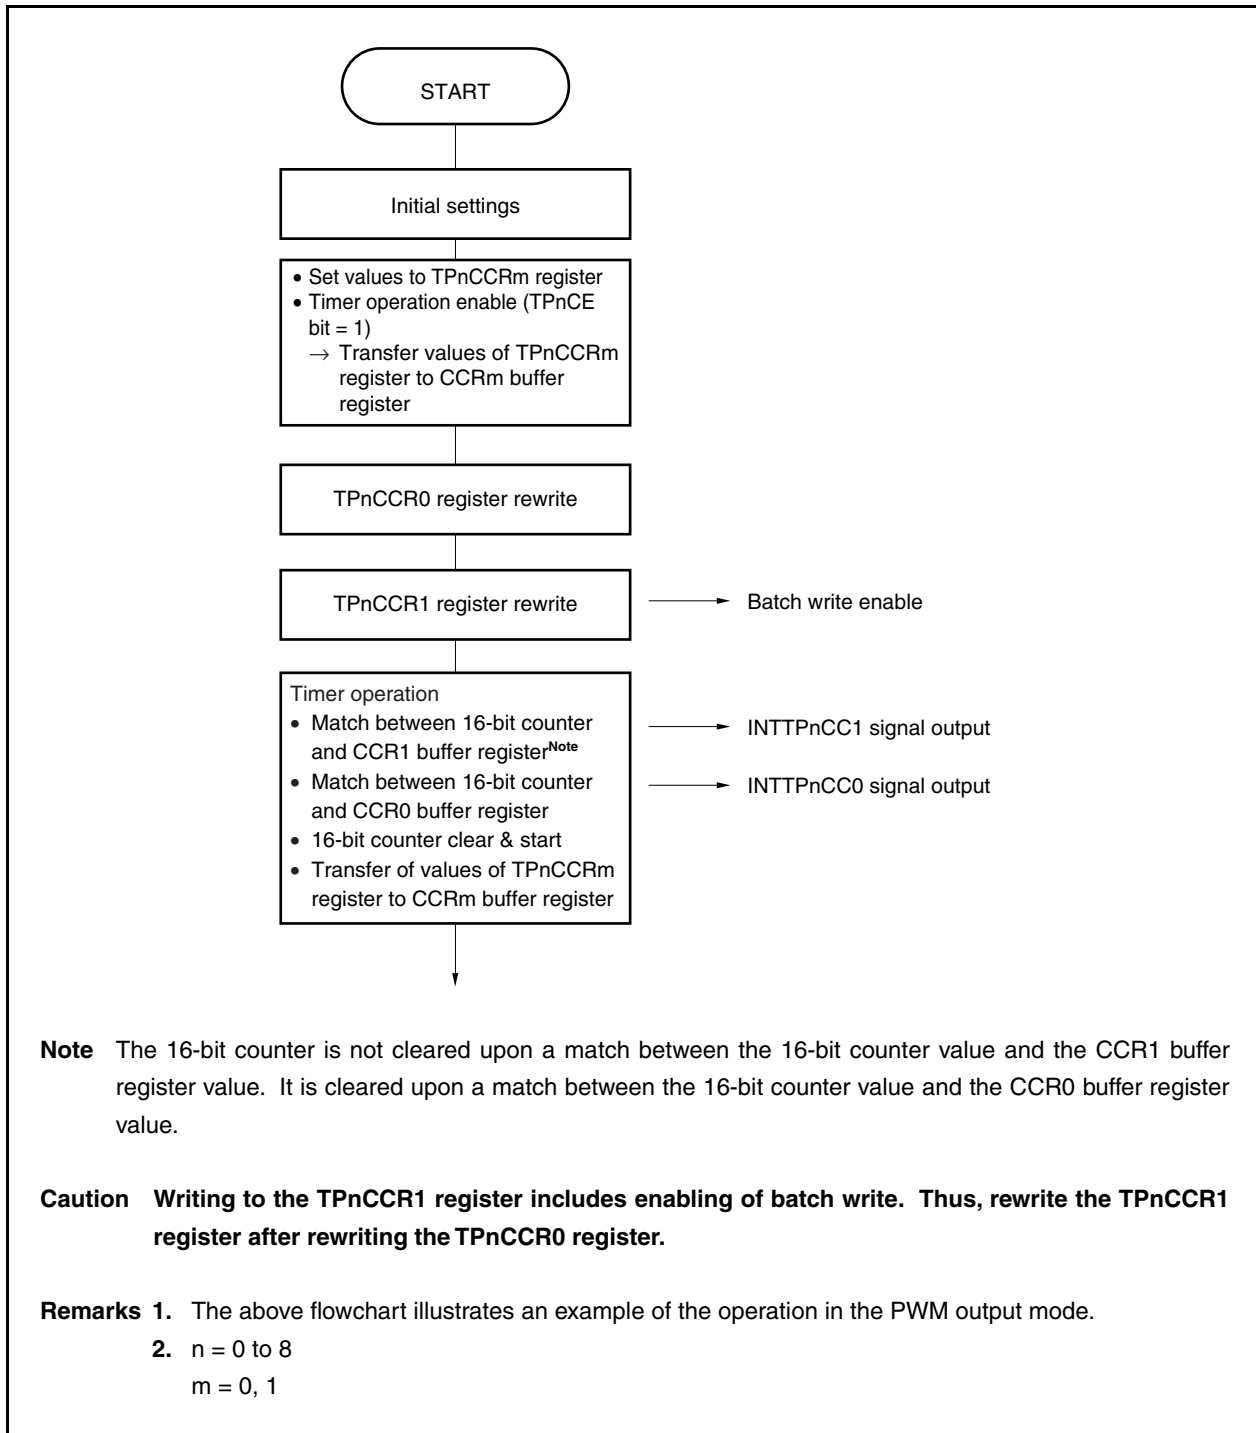 START
Initial settings
• Set values to TPnCCRm register
• Timer operation enable (TPnCE
bit = 1)
→ Transfer values of TPnCCRm
register to CCRm buffer
register
TPnCCR0 register rewrite
TPnCCR1 register rewrite
Batch write enable
Timer operation
• Match between 16-bit counter
and CCR1 buffer registerNote
INTTPnCC1 signal output
• Match between 16-bit counter
and CCR0 buffer register
INTTPnCC0 signal output
• 16-bit counter clear & start
• Transfer of values of TPnCCRm
register to CCRm buffer register
Note The 16-bit counter is not cleared upon a match between the 16-bit counter value and the CCR1 buffer
register value. It is cleared upon a match between the 16-bit counter value and the CCR0 buffer register
value.
Caution Writing to the TPnCCR1 register includes enabling of batch write. Thus, rewrite the TPnCCR1
register after rewriting the TPnCCR0 register.
Remarks 1. The above flowchart illustrates an example of the operation in the PWM output mode.
2. n = 0 to 8
m = 0, 1